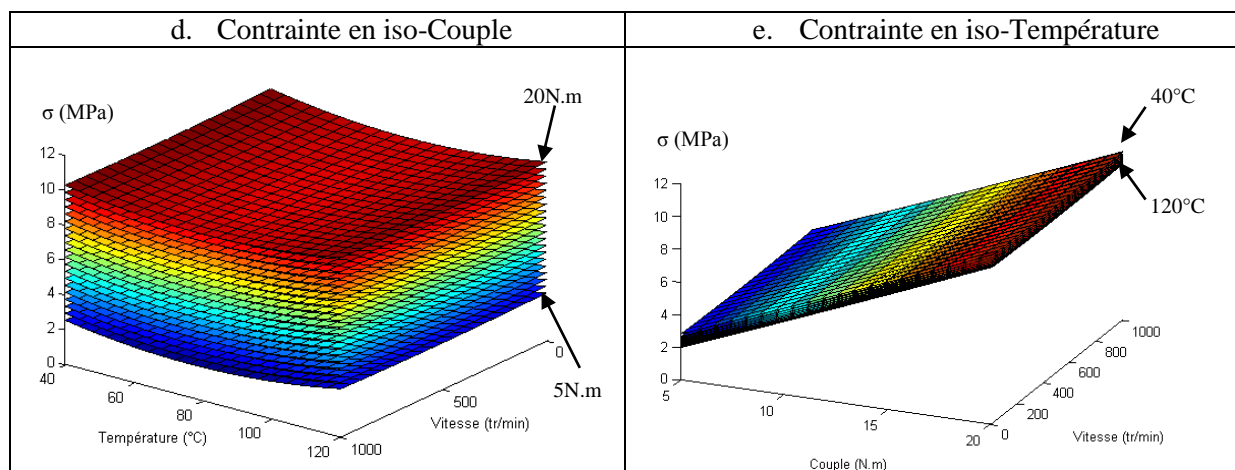 d. Contrainte en iso-Couple
e. Contrainte en iso-Température
σ (MPa)
20N.m
12
10
8
6
4
2
0
40
60
80
100
120
Température (°C)
0
500
1000
Vitesse (tr/min)
5N.m
40°C
σ (MPa)
120°C
12
10
8
6
4
2
0
5
10
15
20
Couple (N.m)
0
200
400
600
800
1000
Vitesse (tr/min)